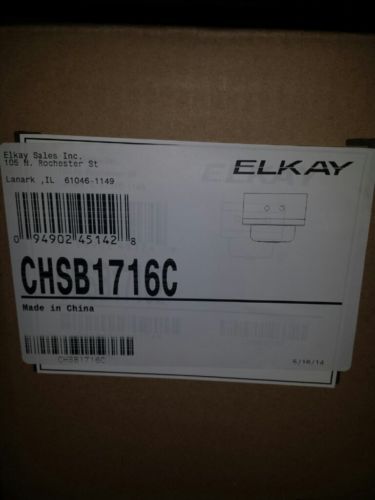 Elkay Sales Inc.
105 N. Rochester St
Lanark ,IL 61046-1149
ELKAY
0 94902 45142 8
CHSB1716C
Made in China
CHSB1716C
6/16/14